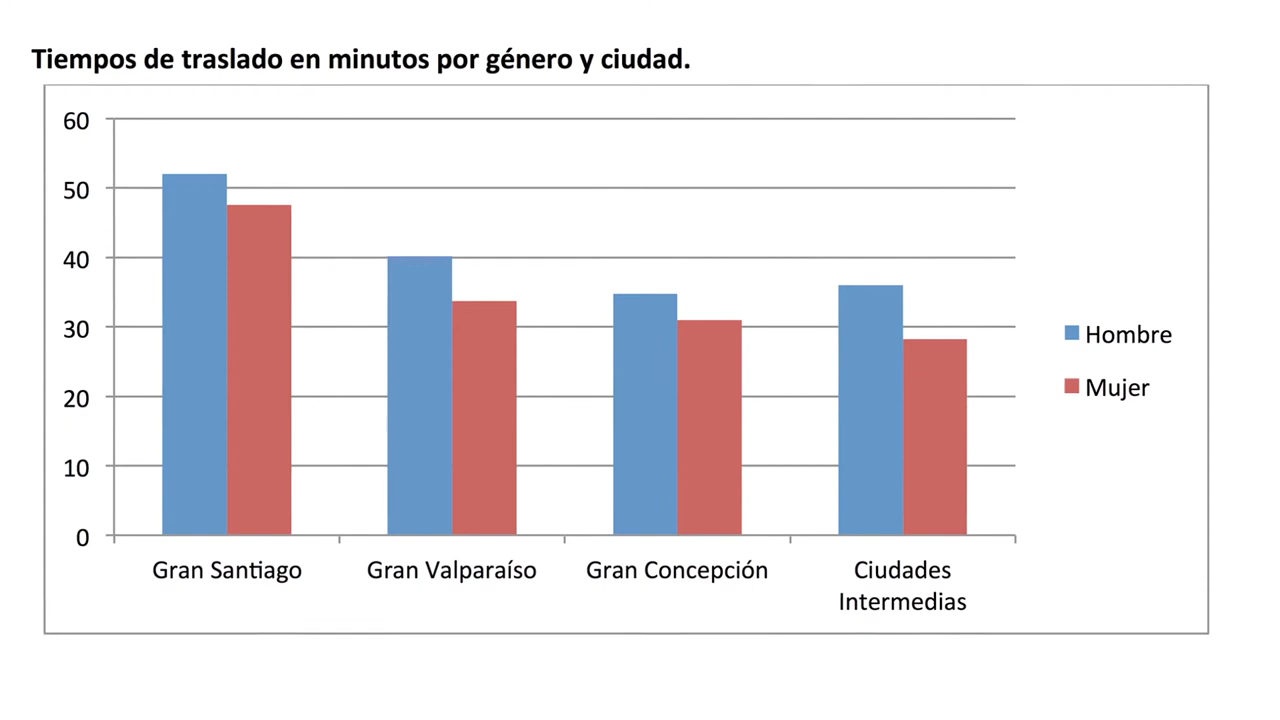 Tiempos de traslado en minutos por género y ciudad.
60
50
40
30
20
10
0
Gran Santiago
Gran Valparaíso
Gran Concepción
Ciudades
Intermedias
Hombre
Mujer